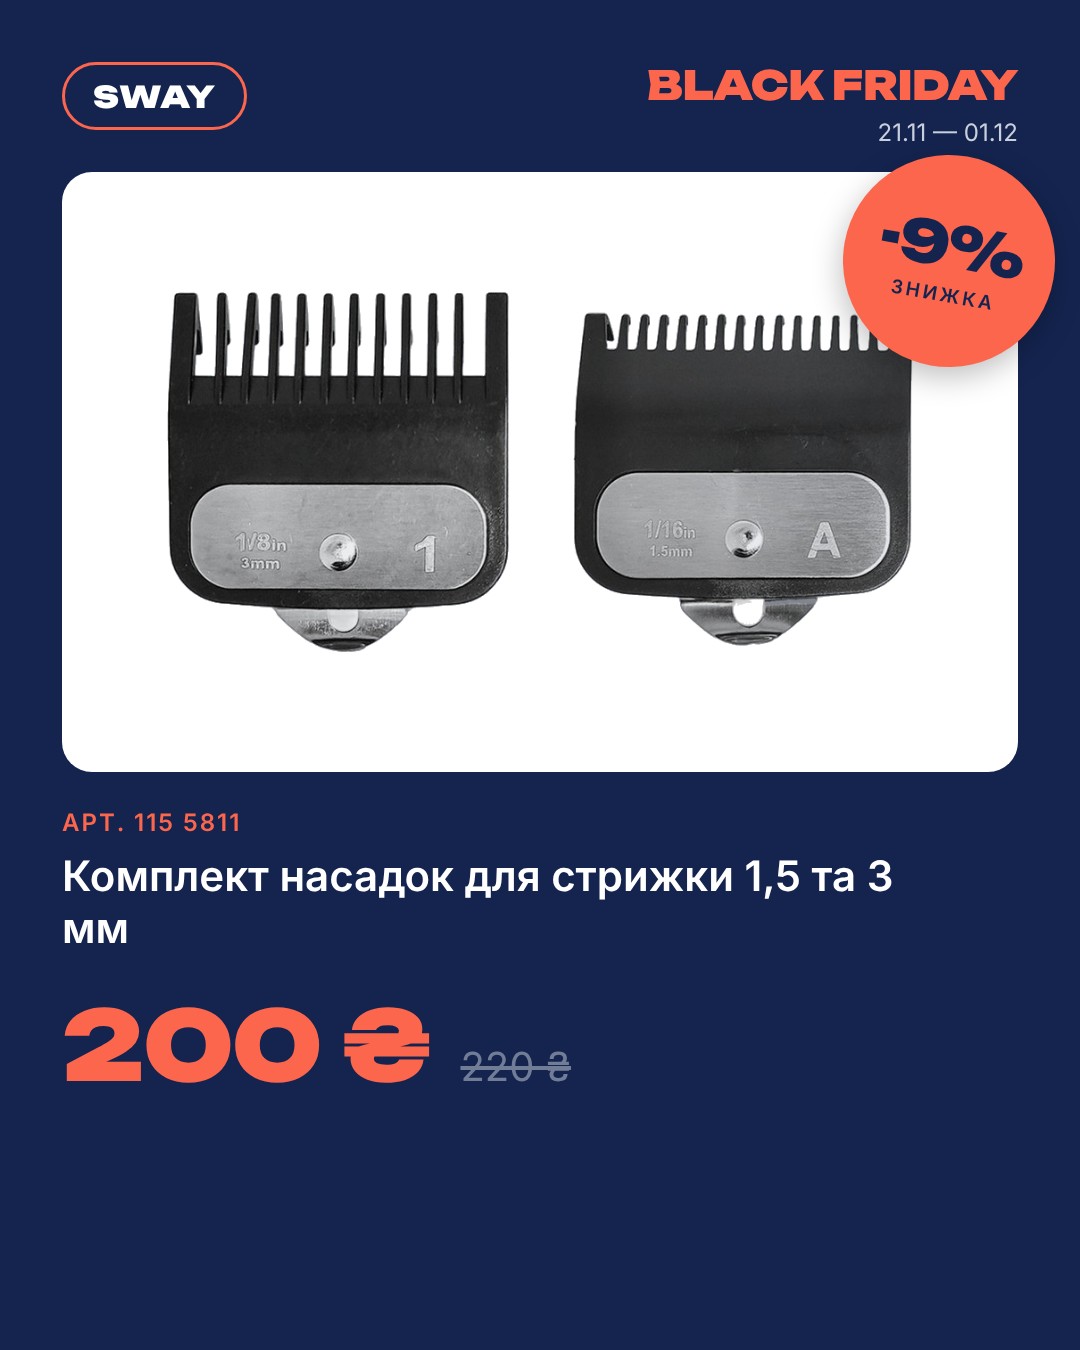 SWAY
BLACK FRIDAY
21.11 — 01.12
-9%
ЗНИЖКА
1/8in
3mm
1
1/16in
1.5mm
A
АРТ. 115 5811
Комплект насадок для стрижки 1,5 та 3
мм
200 ₴ 220 ₴